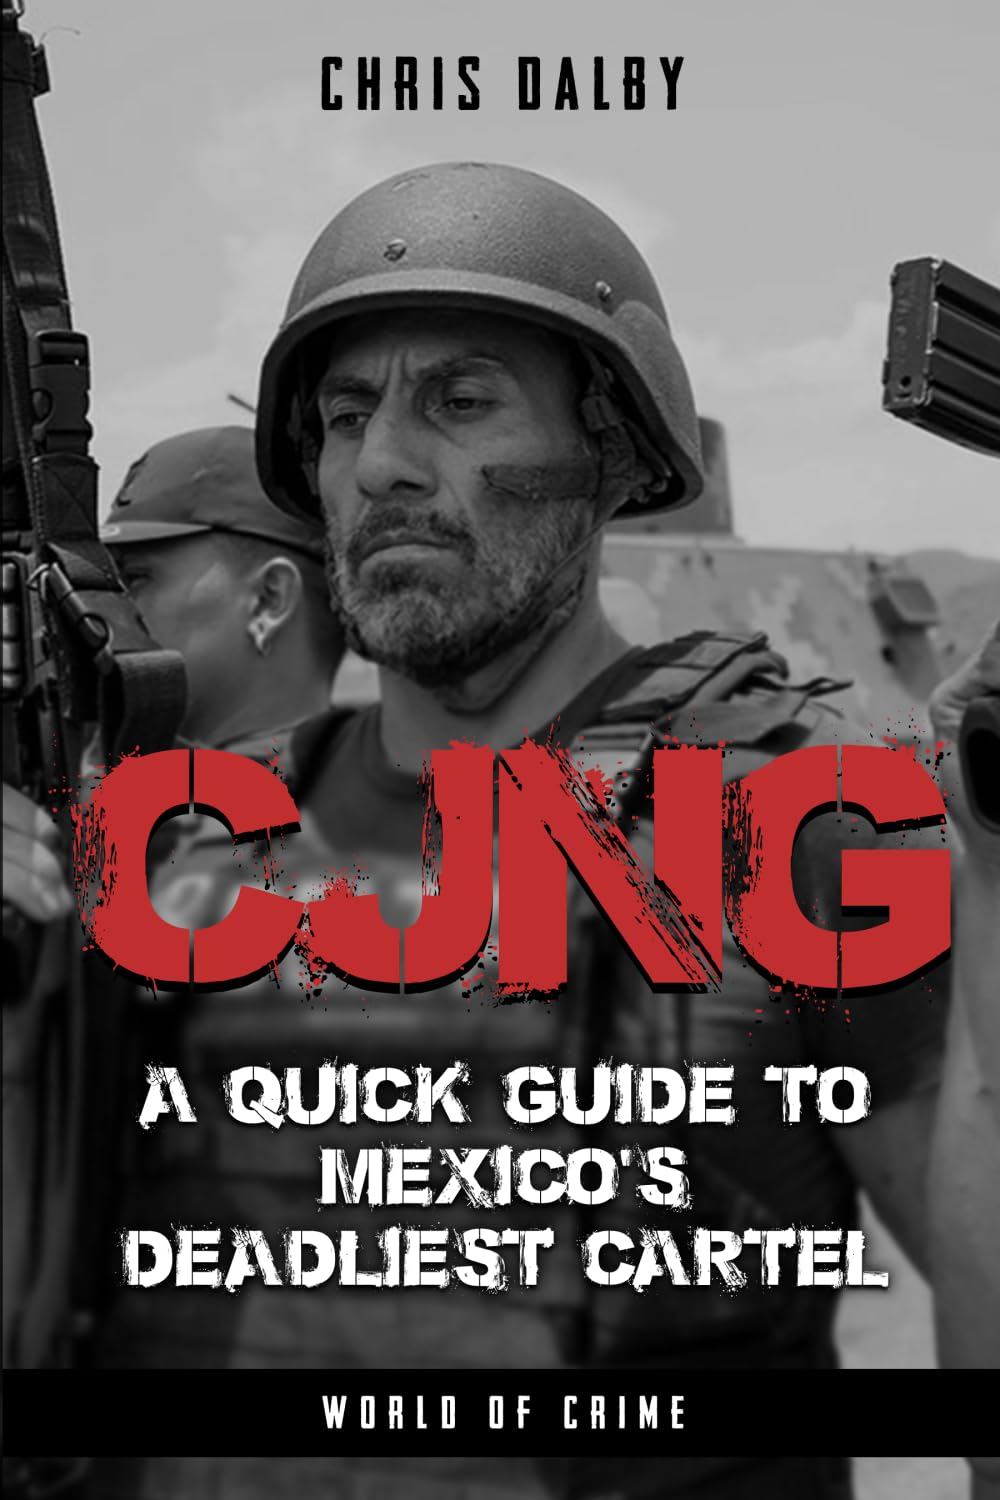 CHRIS DALBY
CJNG
A QUICK GUIDE TO
MEXICO'S
DEADLIEST CARTEL
WORLD OF CRIME